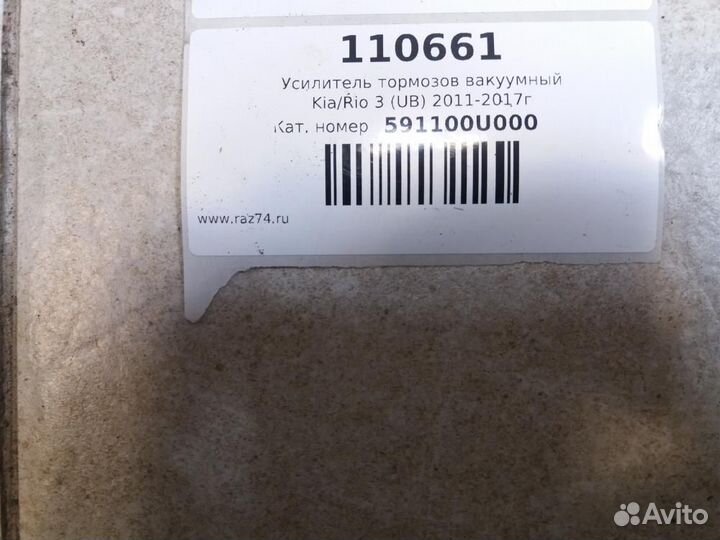 110661
Усилитель тормозов вакуумный
Kia/Rio 3 (UB) 2011-2017г
Кат. номер 591100U000
www.raz74.ru
Avito